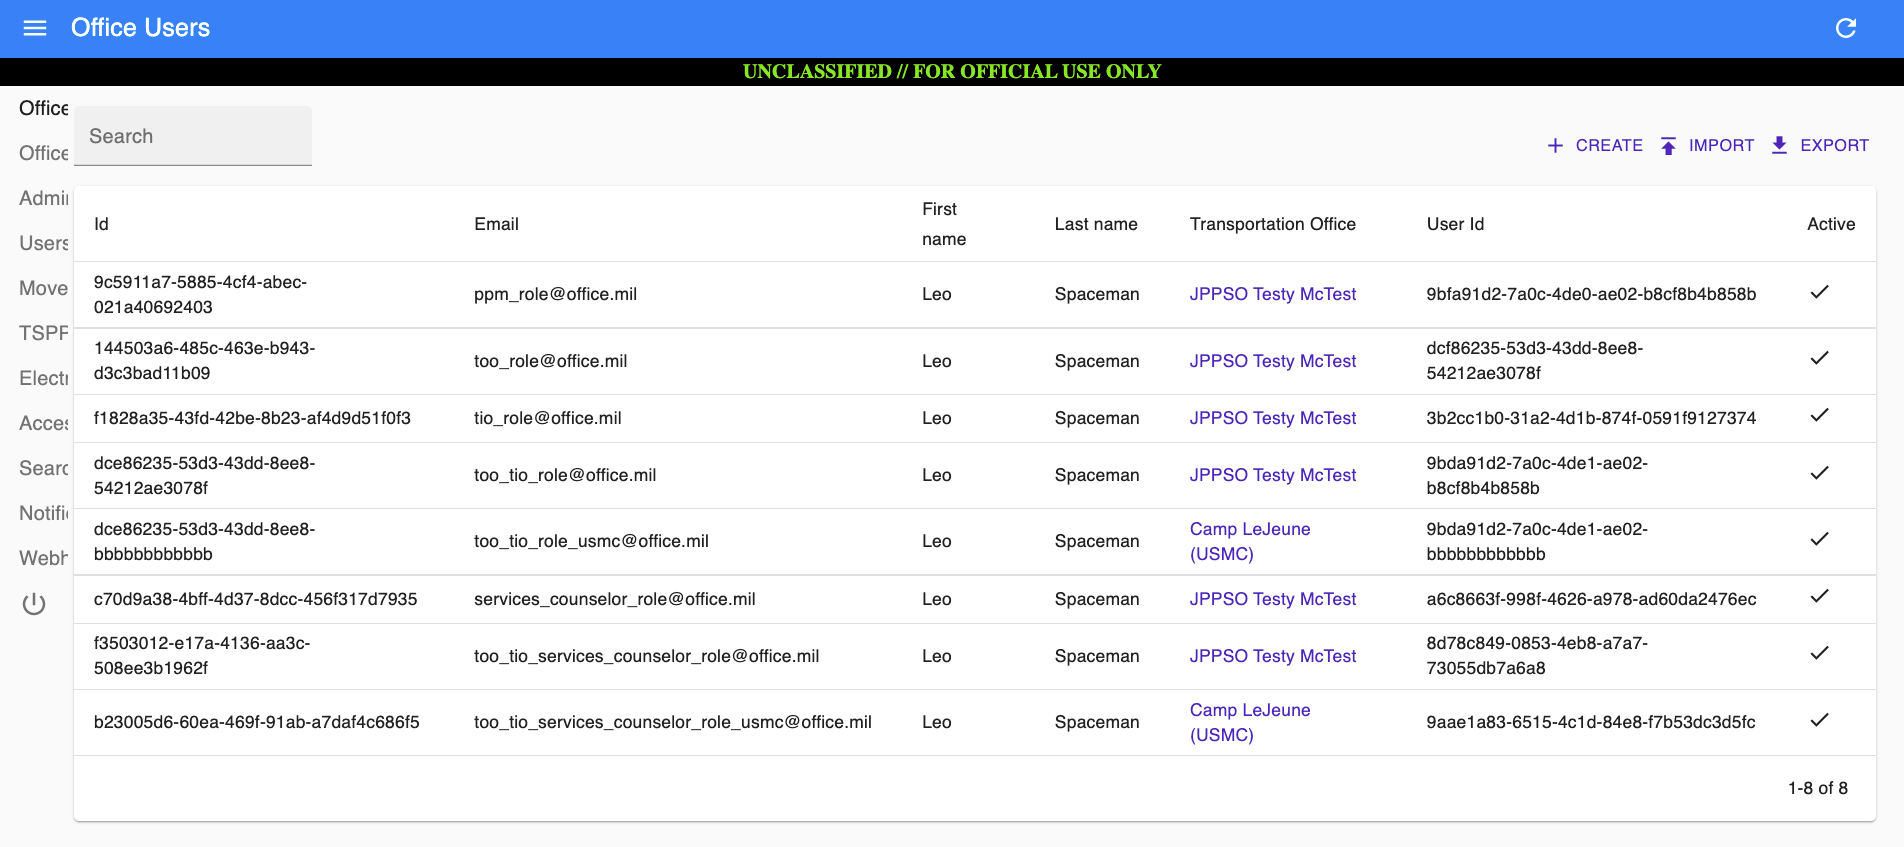 Office Users
UNCLASSIFIED // FOR OFFICIAL USE ONLY
Office
Office
Users
Move
Search
CREATE IMPORT EXPORT
Id Email First name Last name Transportation Office User Id Active
9c5911a7-5885-4cf4-abec-
021a40692403
ppm_role@office.mil Leo Spaceman JPPSO Testy McTest 9bfa91d2-7a0c-4de0-ae02-b8cf8b4b858b
144503a6-485c-463e-b943-
d3c3bad11b09
too_role@office.mil Leo Spaceman JPPSO Testy McTest
dcf86235-53d3-43dd-8ee8-
54212ae3078f
f1828a35-43fd-42be-8b23-af4d9d51f0f3 tio_role@office.mil Leo Spaceman JPPSO Testy McTest 3b2cc1b0-31a2-4d1b-874f-0591f9127374
dce86235-53d3-43dd-8ee8-
54212ae3078f
too_tio_role@office.mil Leo Spaceman JPPSO Testy McTest
9bda91d2-7a0c-4de1-ae02-
b8cf8b4b858b
dce86235-53d3-43dd-8ee8-
bbbbbbbbbbbb
too_tio_role_usmc@office.mil Leo Spaceman
Camp LeJeune
(USMC)
9bda91d2-7a0c-4de1-ae02-
bbbbbbbbbbbb
c70d9a38-4bff-4d37-8dcc-456f317d7935 services_counselor_role@office.mil Leo Spaceman JPPSO Testy McTest a6c8663f-998f-4626-a978-ad60da2476ec
f3503012-e17a-4136-aa3c-
508ee3b1962f
too_tio_services_counselor_role@office.mil Leo Spaceman JPPSO Testy McTest
8d78c849-0853-4eb8-a7a7-
73055db7a6a8
b23005d6-60ea-469f-91ab-a7daf4c686f5 too_tio_services_counselor_role_usmc@office.mil Leo Spaceman
Camp LeJeune
(USMC)
9aae1a83-6515-4c1d-84e8-f7b53dc3d5fc
1-8 of 8